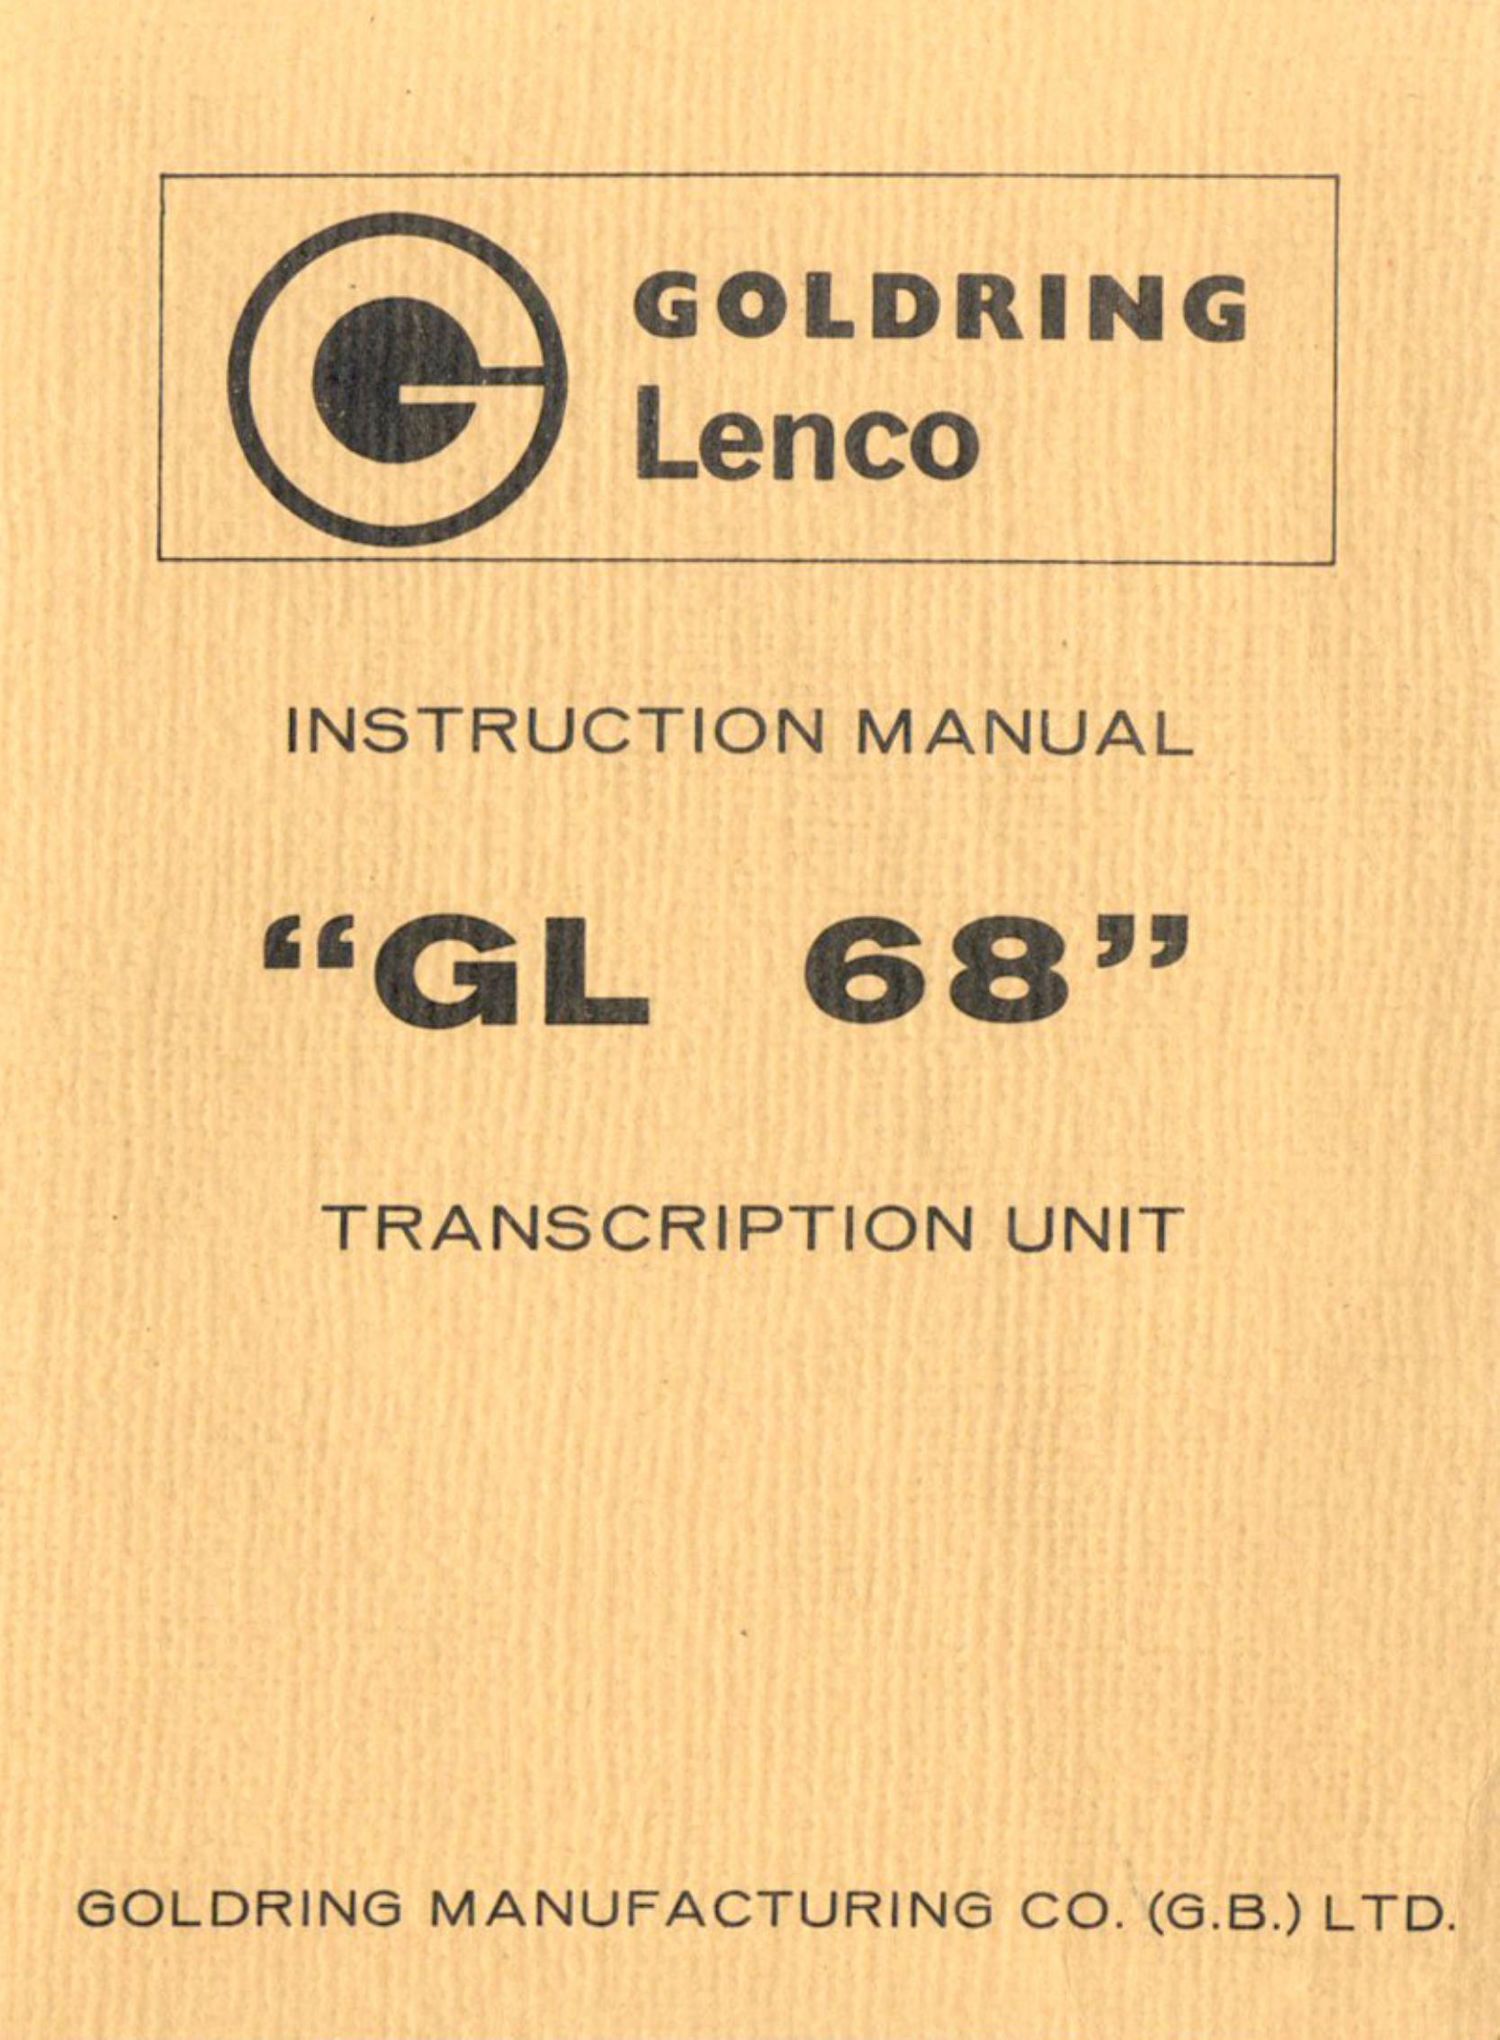 GOLDRING
Lenco
INSTRUCTION MANUAL
“GL 68”
TRANSCRIPTION UNIT
GOLDRING MANUFACTURING CO. (G.B.) LTD.